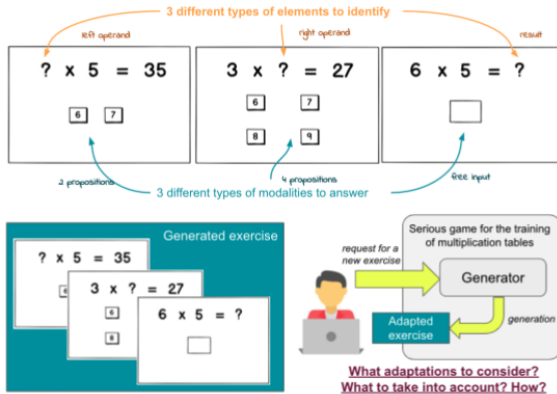 3 different types of elements to identify
left operand
right operand
result
? x 5 = 35
3 x ? = 27
6 x 5 = ?
6 7
6 7
8 9
2 propositions
4 propositions
free input
3 different types of modalities to answer
Generated exercise
? x 5 = 35
6
3 x ? = 27
6
8
6 x 5 = ?
Serious game for the training
of multiplication tables
request for a
new exercise
Generator
generation
Adapted
exercise
What adaptations to consider?
What to take into account? How?